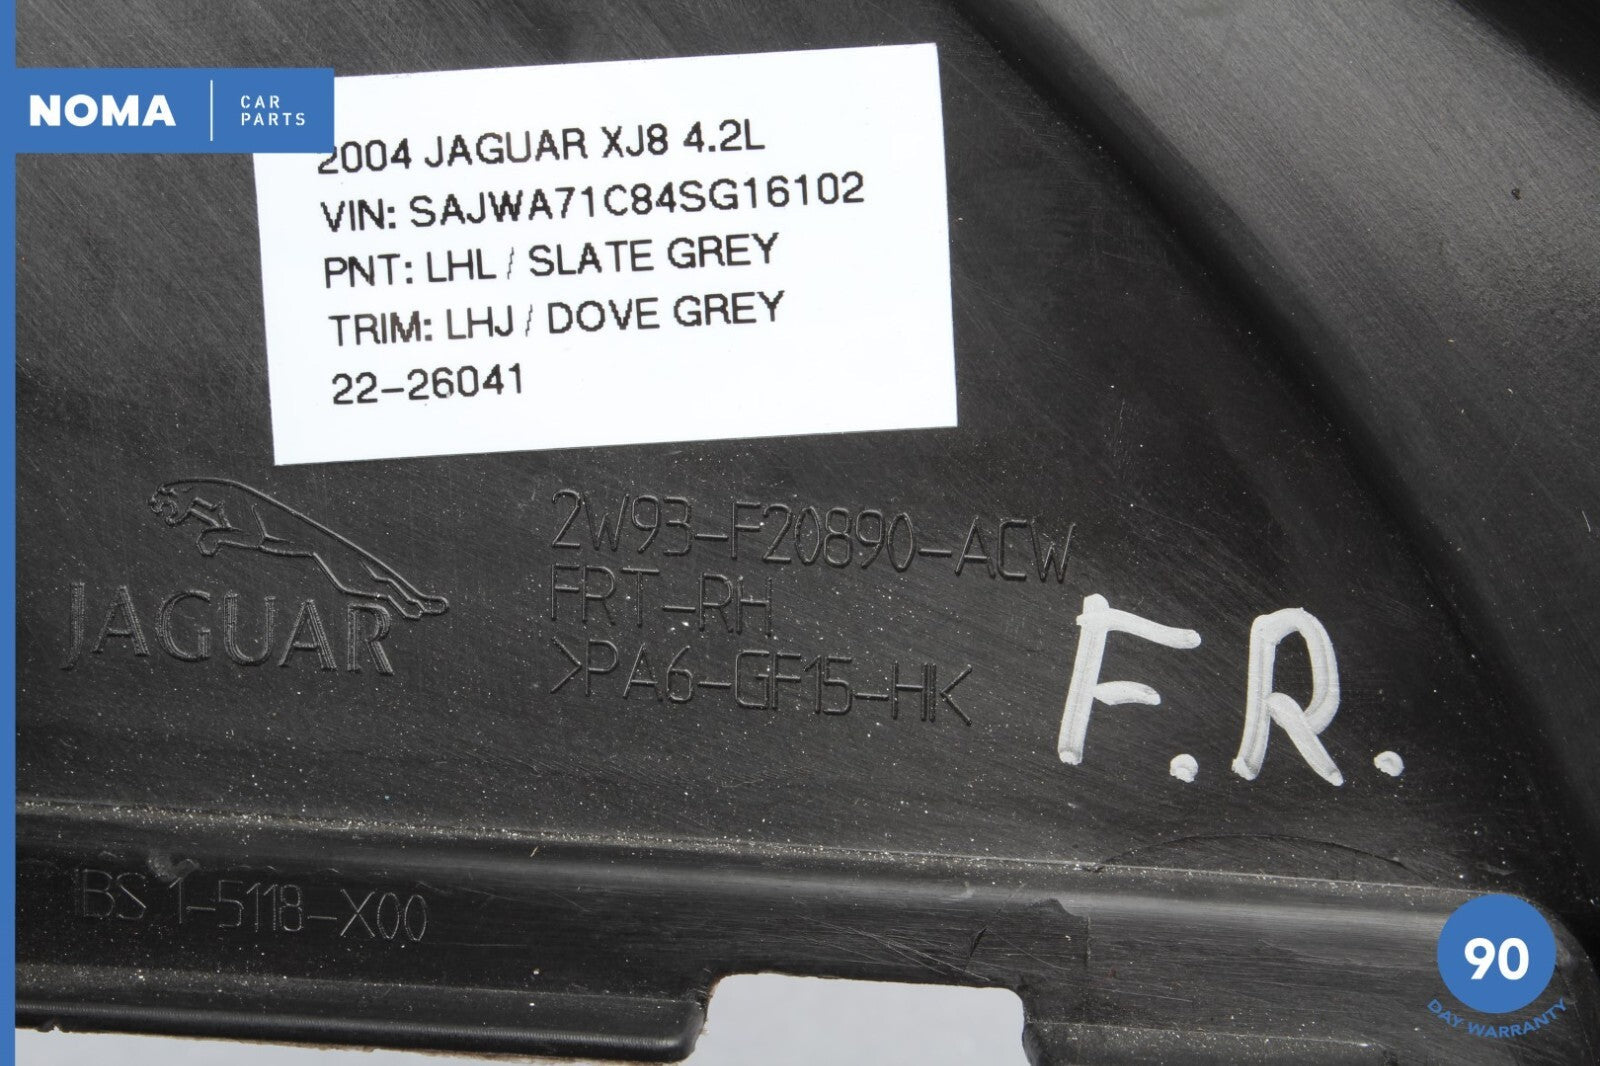 NOMA
CAR
PARTS
2004 JAGUAR XJ8 4.2L
VIN: SAJWA71C84SG16102
PNT: LHL / SLATE GREY
TRIM: LHJ / DOVE GREY
22-26041
JAGUAR
2W93-F20890-ACW
FRT-RH
>PA6-GF15-HK
F.R.
BS 1-5118-X00
90
DAY WARRANTY